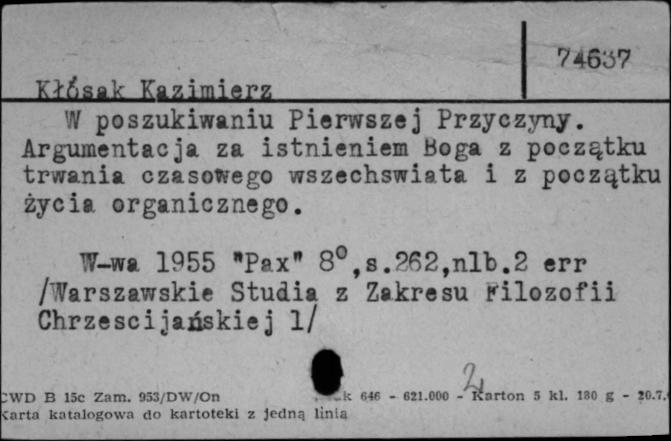 74637
Kłósak Kazimierz
W poszukiwaniu Pierwszej Przyczyny.
Argumentacja za istnieniem Boga z początku
trwania czasowego wszechswiata i z początku
życia organicznego.
W-wa 1955 "Pax" 8°,s.262,nlb.2 err
/Warszawskie Studia z Zakresu Filozofii
Chrzescijańskiej 1/
2
CWD B 15c Zam. 953/DW/On k 646 - 621.000 - Karton 5 kl. 180 g - 20.7.
Karta katalogowa do kartoteki z jedną linią